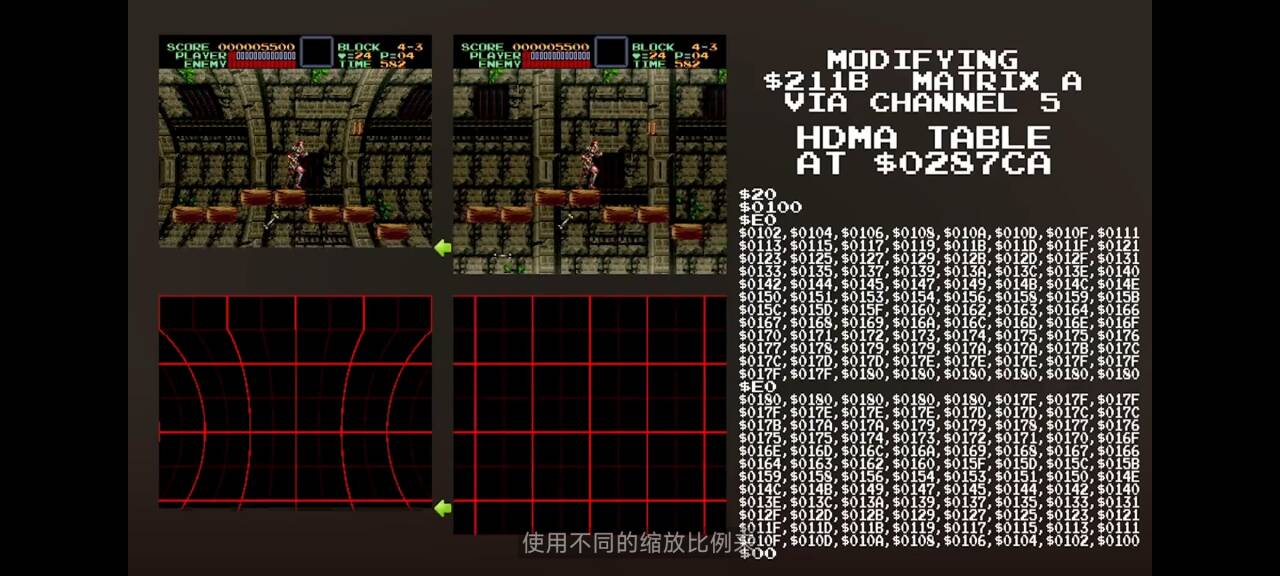 SCORE 000005500 BLOCK 4-3
PLAYER ♥=24 P=04
ENEMY TIME 582
SCORE 000005500 BLOCK 4-3
PLAYER ♥=24 P=04
ENEMY TIME 582
MODIFYING
$211B MATRIX A
VIA CHANNEL 5
HDMA TABLE
AT $0287CA
$20
$0100
$E0
$0102,$0104,$0106,$0108,$010A,$010D,$010F,$0111
$0113,$0115,$0117,$0119,$011B,$011D,$011F,$0121
$0123,$0125,$0127,$0129,$012B,$012D,$012F,$0131
$0133,$0135,$0137,$0139,$013A,$013C,$013E,$0140
$0142,$0144,$0145,$0147,$0149,$014B,$014C,$014E
$0150,$0151,$0153,$0154,$0156,$0158,$0159,$015B
$015C,$015D,$015F,$0160,$0162,$0163,$0164,$0166
$0167,$0168,$0169,$016A,$016C,$016D,$016E,$016F
$0170,$0171,$0172,$0173,$0174,$0175,$0175,$0176
$0177,$0178,$0179,$0179,$017A,$017A,$017B,$017C
$017C,$017D,$017D,$017E,$017E,$017E,$017F,$017F
$017F,$017F,$0180,$0180,$0180,$0180,$0180,$0180
$E0
$0180,$0180,$0180,$0180,$0180,$017F,$017F,$017F
$017F,$017E,$017E,$017E,$017D,$017D,$017C,$017C
$017B,$017A,$017A,$0179,$0179,$0178,$0177,$0176
$0175,$0175,$0174,$0173,$0172,$0171,$0170,$016F
$016E,$016D,$016C,$016A,$0169,$0168,$0167,$0166
$0164,$0163,$0162,$0160,$015F,$015D,$015C,$015B
$0159,$0158,$0156,$0154,$0153,$0151,$0150,$014E
$014C,$014B,$0149,$0147,$0145,$0144,$0142,$0140
$013E,$013C,$013A,$0139,$0137,$0135,$0133,$0131
$012F,$012D,$012B,$0129,$0127,$0125,$0123,$0121
$011F,$011D,$011B,$0119,$0117,$0115,$0113,$0111
$010F,$010D,$010A,$0108,$0106,$0104,$0102,$0100
$00
使用不同的缩放比例来